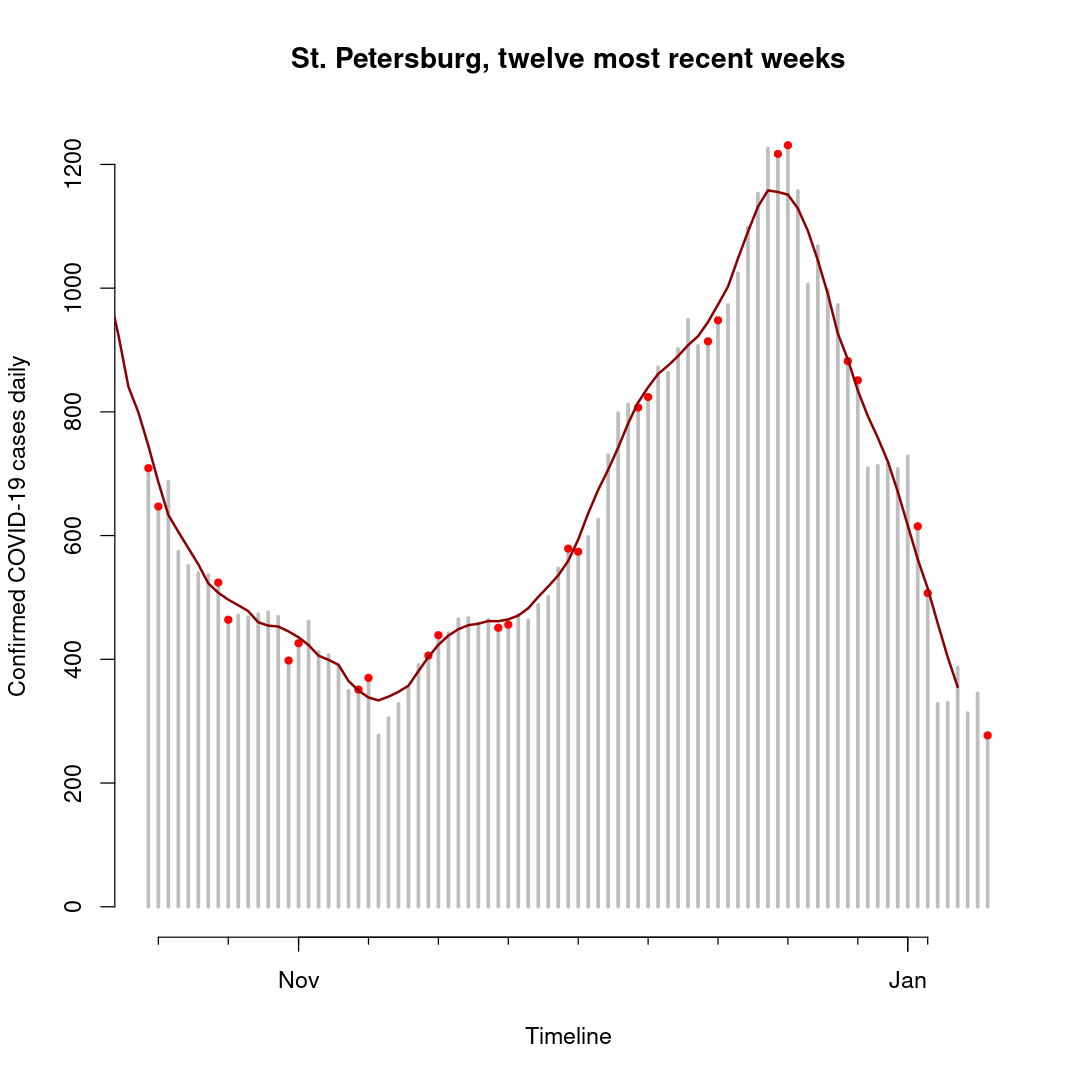 St. Petersburg, twelve most recent weeks
Confirmed COVID-19 cases daily
1200
1000
800
600
400
200
0
Nov
Jan
Timeline